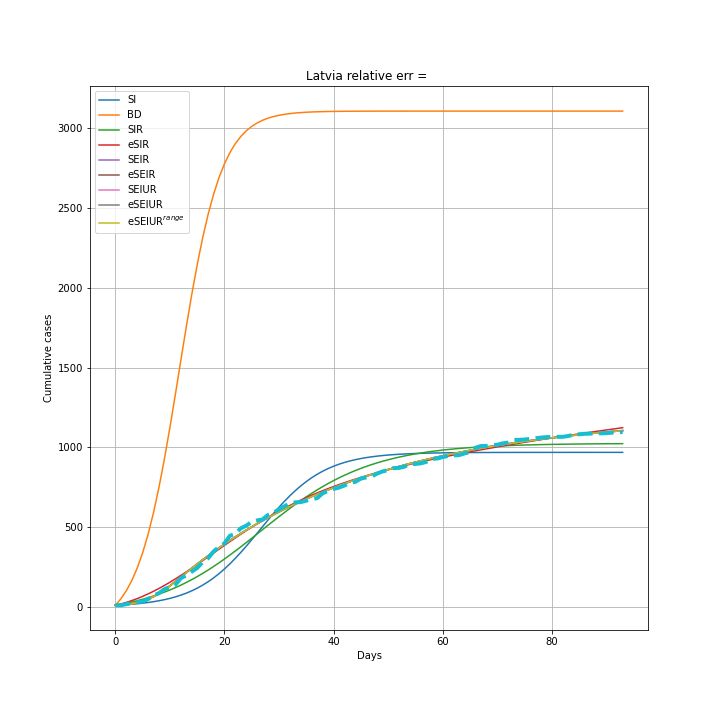 Latvia relative err =
SI
BD
SIR
eSIR
SEIR
eSEIR
SEIUR
eSEIUR
eSEIUR^range
3000
2500
2000
1500
1000
500
0
Cumulative cases
0 20 40 60 80
Days